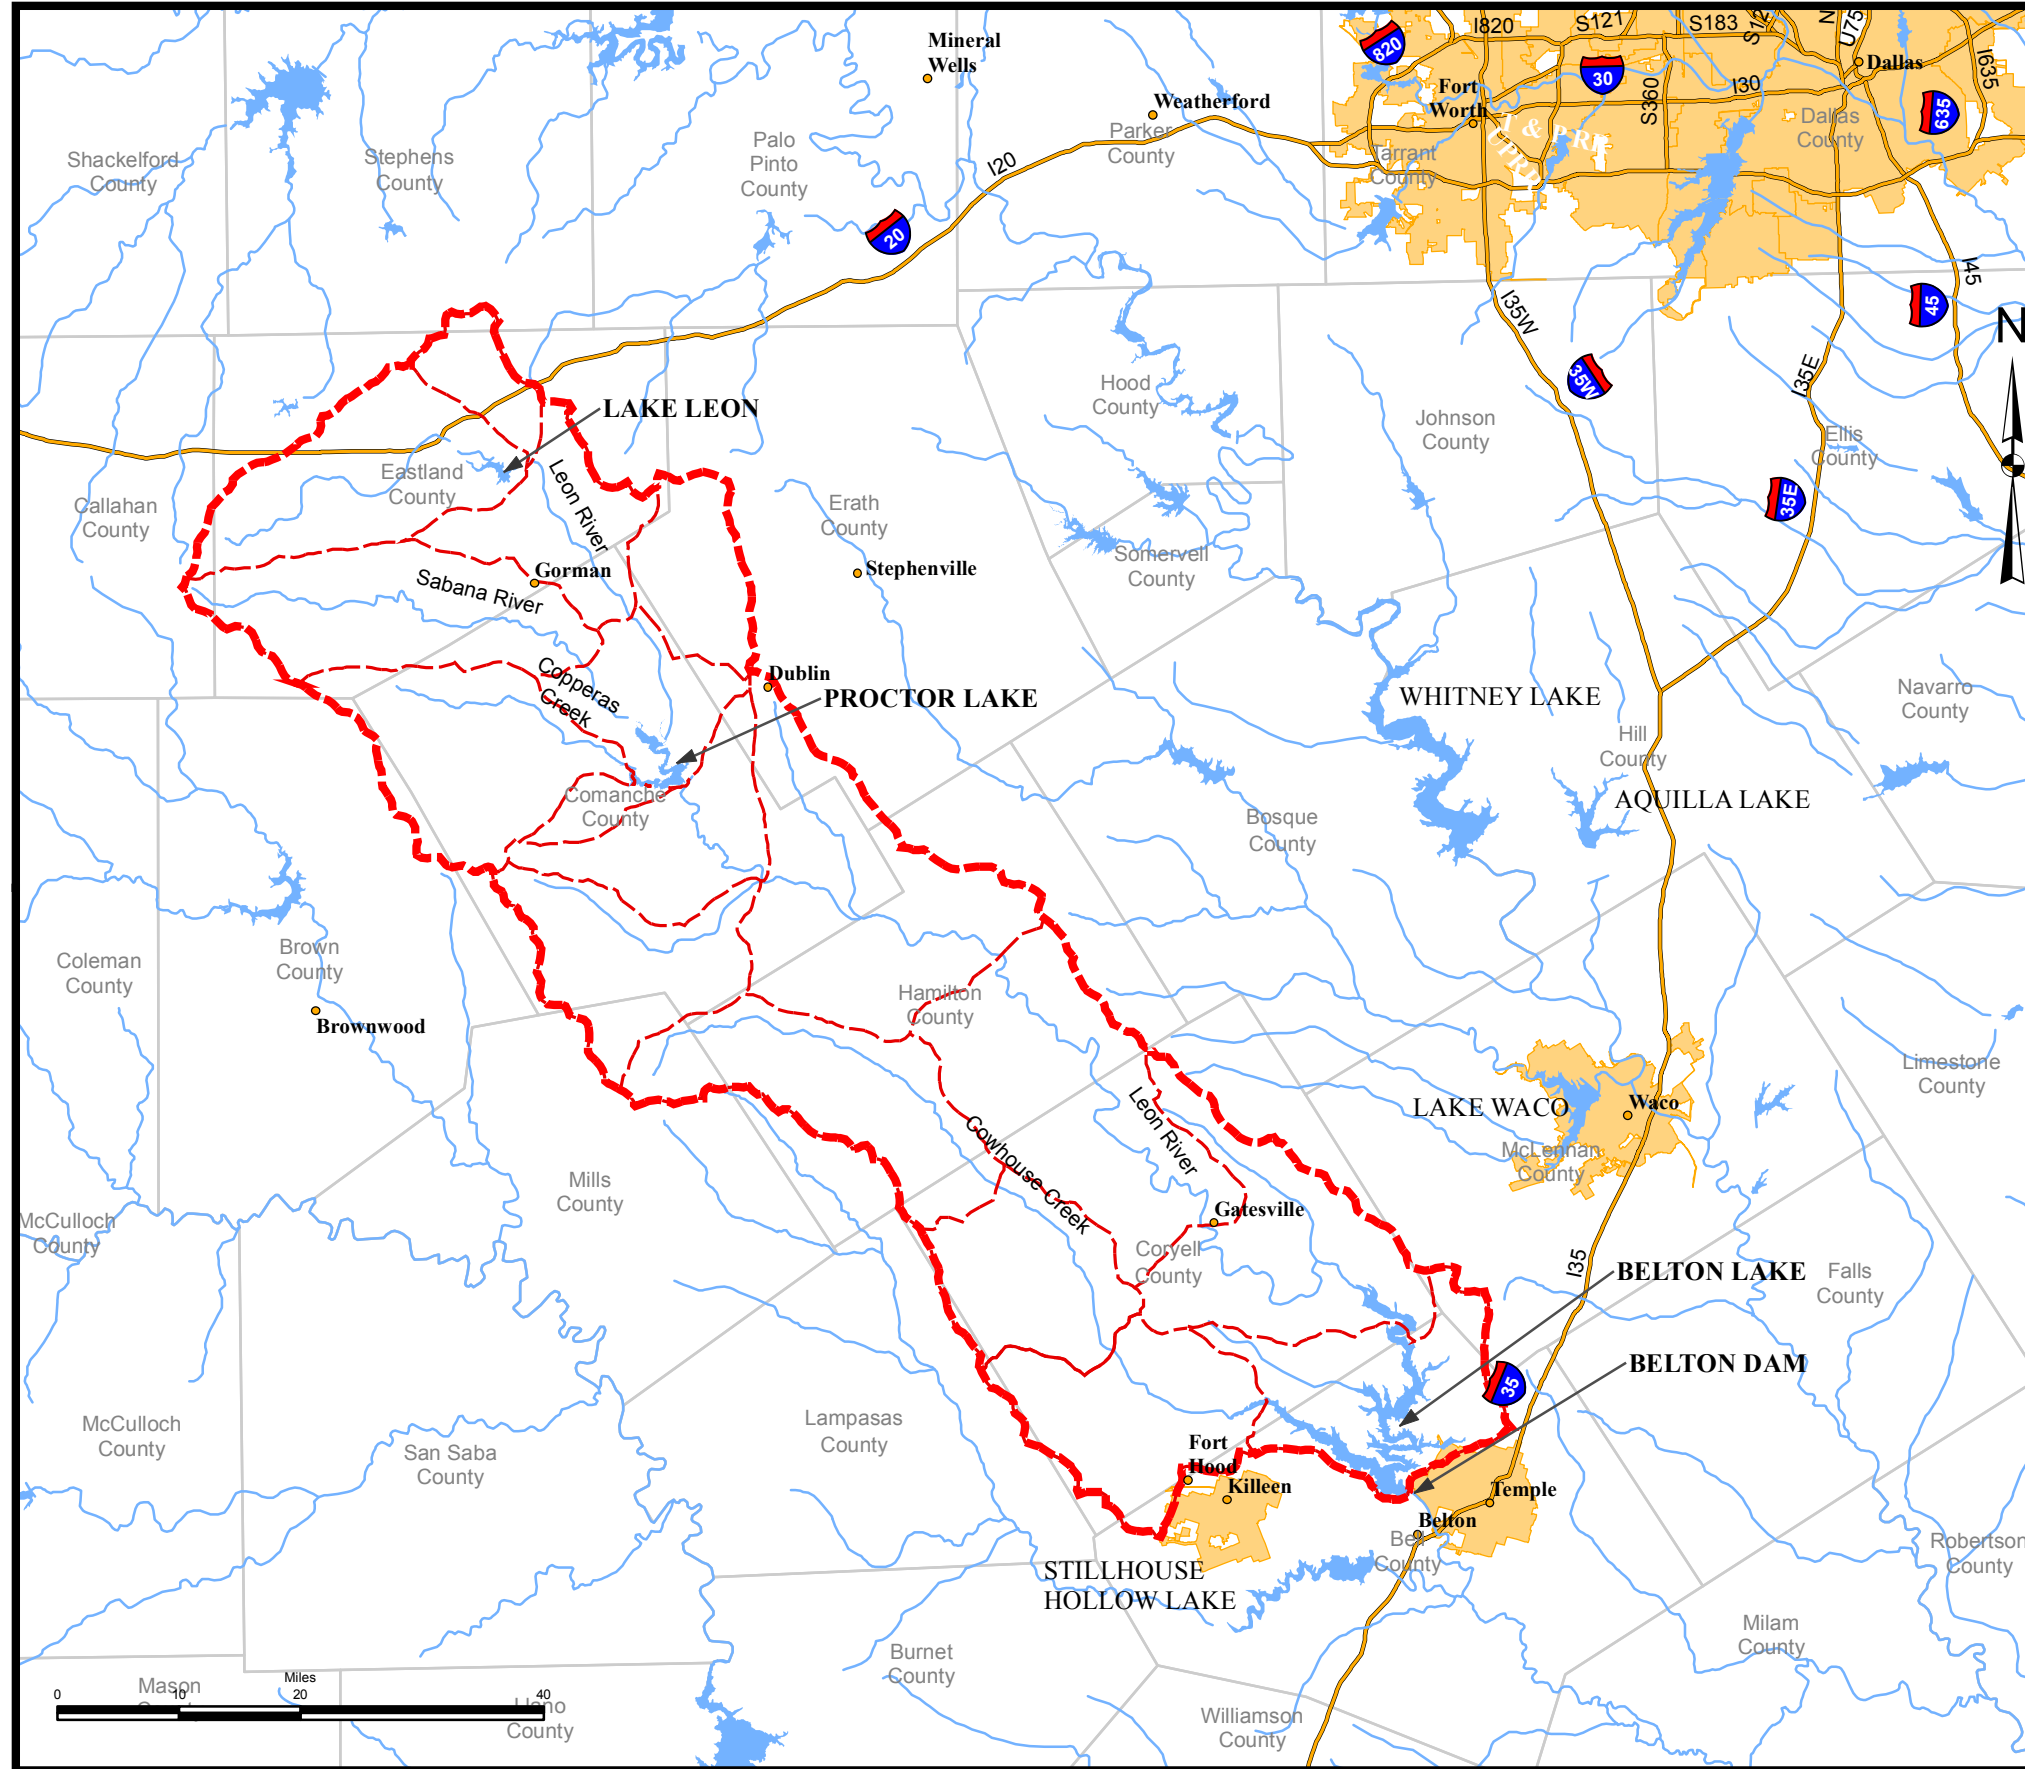 Mineral
Wells
I820
S121
S183
U75
820
30
Dallas
I635
Weatherford
Fort
Worth
S360
I30
635
Parker
County
Dallas
County
T & P RR
UPRR
Tarrant
County
Shackelford
County
Stephens
County
Palo
Pinto
County
I20
20
I45
45
I35W
N
35W
I35E
Hood
County
LAKE LEON
Johnson
County
Ellis
County
Eastland
County
Leon River
Callahan
County
Erath
County
35E
Somervell
County
Gorman
Stephenville
Sabana River
Copperas
Creek
Dublin
PROCTOR LAKE
WHITNEY LAKE
Navarro
County
Hill
County
Comanche
County
AQUILLA LAKE
Bosque
County
Coleman
County
Brown
County
Hamilton
County
Brownwood
Limestone
County
LAKE WACO
Waco
McLennan
County
Leon River
Cowhouse Creek
Mills
County
McCulloch
County
Gatesville
Coryell
County
I35
BELTON LAKE
Falls
County
BELTON DAM
35
McCulloch
County
San Saba
County
Lampasas
County
Fort
Hood
Killeen
Temple
Belton
Bell
County
Robertson
County
STILLHOUSE
HOLLOW LAKE
Milam
County
Burnet
County
Mason
Miles
0 10 20 40
Llano
County
Williamson
County